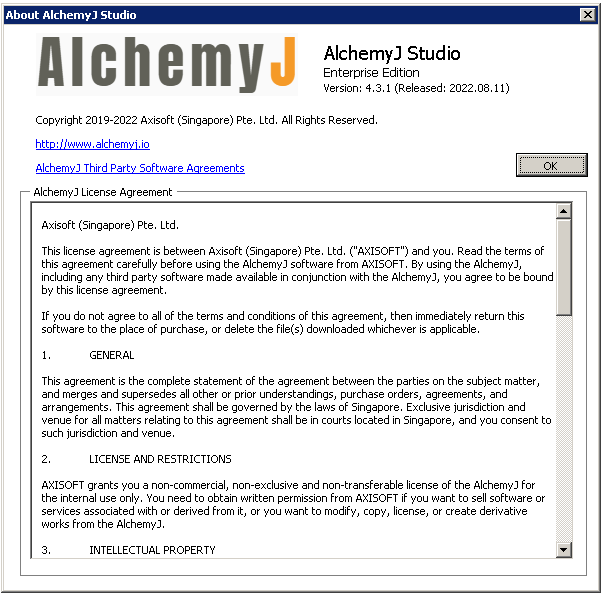 About AlchemyJ Studio
AlchemyJ
AlchemyJ Studio
Enterprise Edition
Version: 4.3.1 (Released: 2022.08.11)
Copyright 2019-2022 Axisoft (Singapore) Pte. Ltd. All Rights Reserved.
http://www.alchemyj.io
AlchemyJ Third Party Software Agreements
OK
AlchemyJ License Agreement
Axisoft (Singapore) Pte. Ltd.
This license agreement is between Axisoft (Singapore) Pte. Ltd. ("AXISOFT") and you. Read the terms of
this agreement carefully before using the AlchemyJ software from AXISOFT. By using the AlchemyJ,
including any third party software made available in conjunction with the AlchemyJ, you agree to be bound
by this license agreement.
If you do not agree to all of the terms and conditions of this agreement, then immediately return this
software to the place of purchase, or delete the file(s) downloaded whichever is applicable.
1. GENERAL
This agreement is the complete statement of the agreement between the parties on the subject matter,
and merges and supersedes all other or prior understandings, purchase orders, agreements, and
arrangements. This agreement shall be governed by the laws of Singapore. Exclusive jurisdiction and
venue for all matters relating to this agreement shall be in courts located in Singapore, and you consent to
such jurisdiction and venue.
2. LICENSE AND RESTRICTIONS
AXISOFT grants you a non-commercial, non-exclusive and non-transferable license of the AlchemyJ for
the internal use only. You need to obtain written permission from AXISOFT if you want to sell software or
services associated with or derived from it, or you want to modify, copy, license, or create derivative
works from the AlchemyJ.
3. INTELLECTUAL PROPERTY